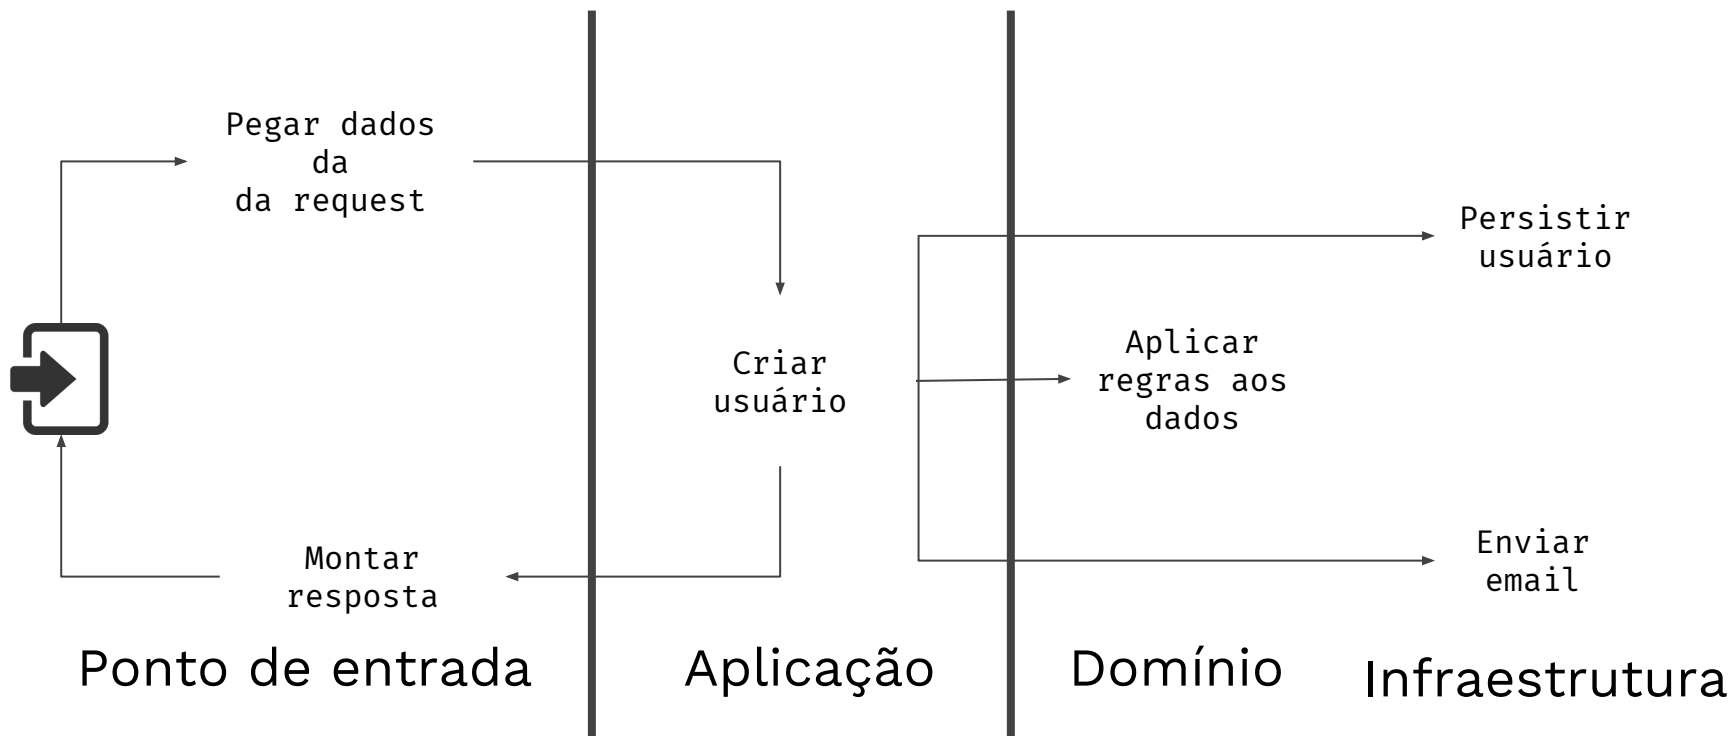 Pegar dados
da
da request
Persistir
usuário
Criar
usuário
Aplicar
regras aos
dados
Montar
resposta
Enviar
email
Ponto de entrada
Aplicação
Domínio
Infraestrutura